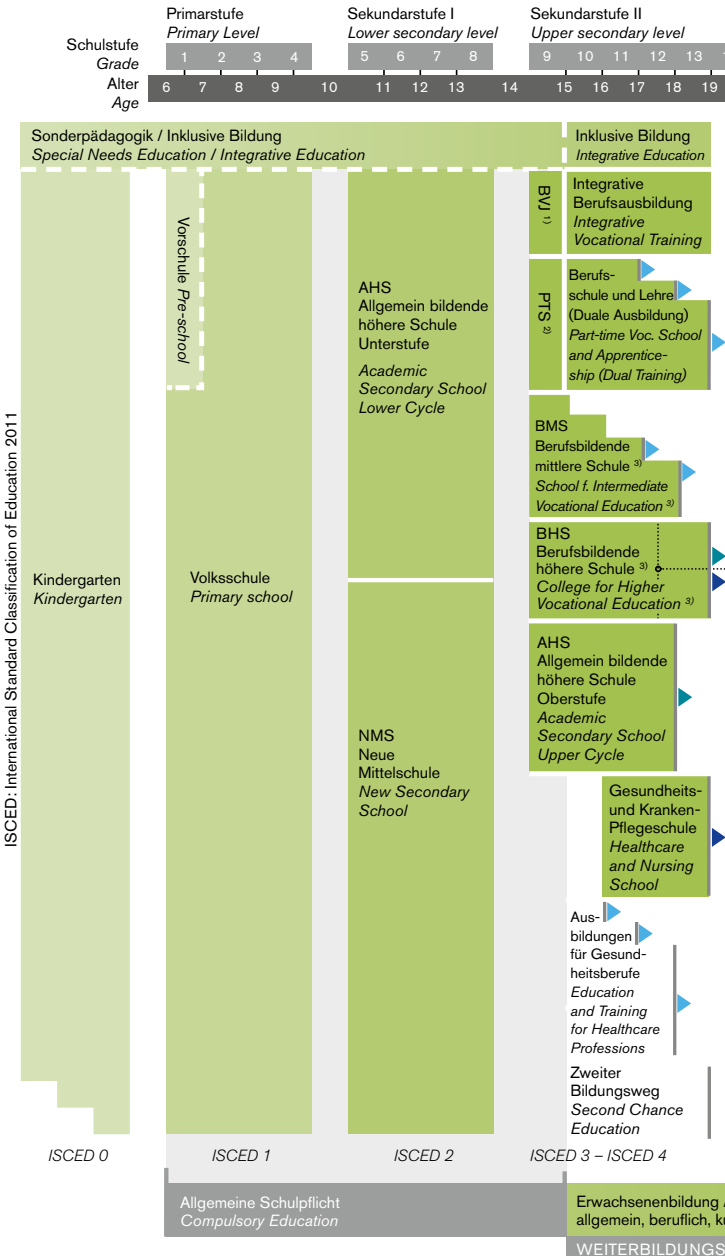 Primarstufe
Primary Level
Sekundarstufe I
Lower secondary level
Sekundarstufe II
Upper secondary level
Schulstufe
Grade
1 2 3 4 5 6 7 8 9 10 11 12 13
Alter
Age
6 7 8 9 10 11 12 13 14 15 16 17 18 19
Sonderpädagogik / Inklusive Bildung
Special Needs Education / Integrative Education
Inklusive Bildung
Integrative Education
ISCED: International Standard Classification of Education 2011
Kindergarten
Kindergarten
Vorschule Pre-school
Volksschule
Primary school
AHS
Allgemein bildende
höhere Schule
Unterstufe
Academic
Secondary School
Lower Cycle
NMS
Neue
Mittelschule
New Secondary
School
BVJ 1)
Integrative
Berufsausbildung
Integrative
Vocational Training
PTS 2)
Berufs-
schule und Lehre
(Duale Ausbildung)
Part-time Voc. School
and Apprentice-
ship (Dual Training)
BMS
Berufsbildende
mittlere Schule 3)
School f. Intermediate
Vocational Education 3)
BHS
Berufsbildende
höhere Schule 3)
College for Higher
Vocational Education 3)
AHS
Allgemein bildende
höhere Schule
Oberstufe
Academic
Secondary School
Upper Cycle
Gesundheits-
und Kranken-
Pflegeschule
Healthcare
and Nursing
School
Aus-
bildungen
für Gesund-
heitsberufe
Education
and Training
for Healthcare
Professions
Zweiter
Bildungsweg
Second Chance
Education
ISCED 0 ISCED 1 ISCED 2 ISCED 3 – ISCED 4
Allgemeine Schulpflicht
Compulsory Education
Erwachsenenbildung
allgemein, beruflich,
WEITERBILDUNGS